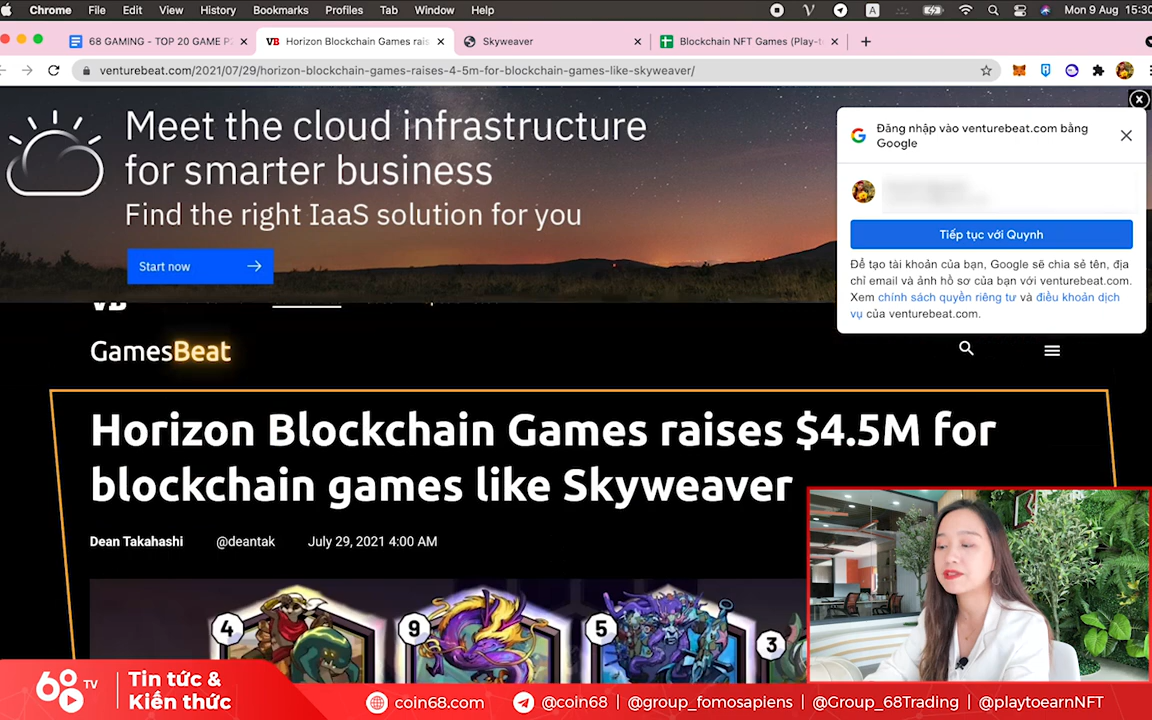 Chrome File Edit View History Bookmarks Profiles Tab Window Help
A
Mon 9 Aug 15:30
68 GAMING - TOP 20 GAME P
VB Horizon Blockchain Games rais
Skyweaver
Blockchain NFT Games (Play-t
venturebeat.com/2021/07/29/horizon-blockchain-games-raises-4-5m-for-blockchain-games-like-skyweaver/
Meet the cloud infrastructure
for smarter business
Find the right IaaS solution for you
Start now
Đăng nhập vào venturebeat.com bằng
Google
Tiếp tục với Quynh
Để tạo tài khoản của bạn, Google sẽ chia sẻ tên, địa
chỉ email và ảnh hồ sơ của bạn với venturebeat.com.
Xem chính sách quyền riêng tư và điều khoản dịch
vụ của venturebeat.com.
VB
GamesBeat
Horizon Blockchain Games raises $4.5M for
blockchain games like Skyweaver
Dean Takahashi @deantak July 29, 2021 4:00 AM
4
9
5
3
68 TV
Tin tức &
Kiến thức
coin68.com
@coin68 | @group_fomosapiens | @Group_68Trading | @playtoearnNFT